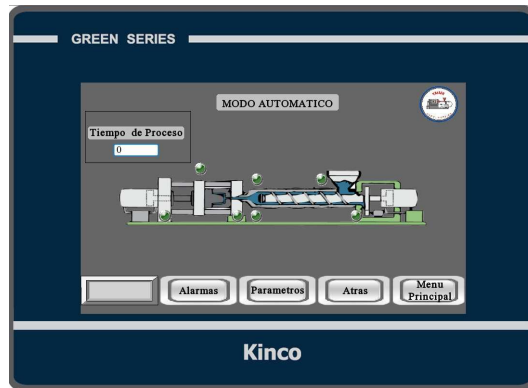 GREEN SERIES
MODO AUTOMATICO
Tiempo de Proceso
0
Alarmas
Parametros
Atras
Menu
Principal
Kinco